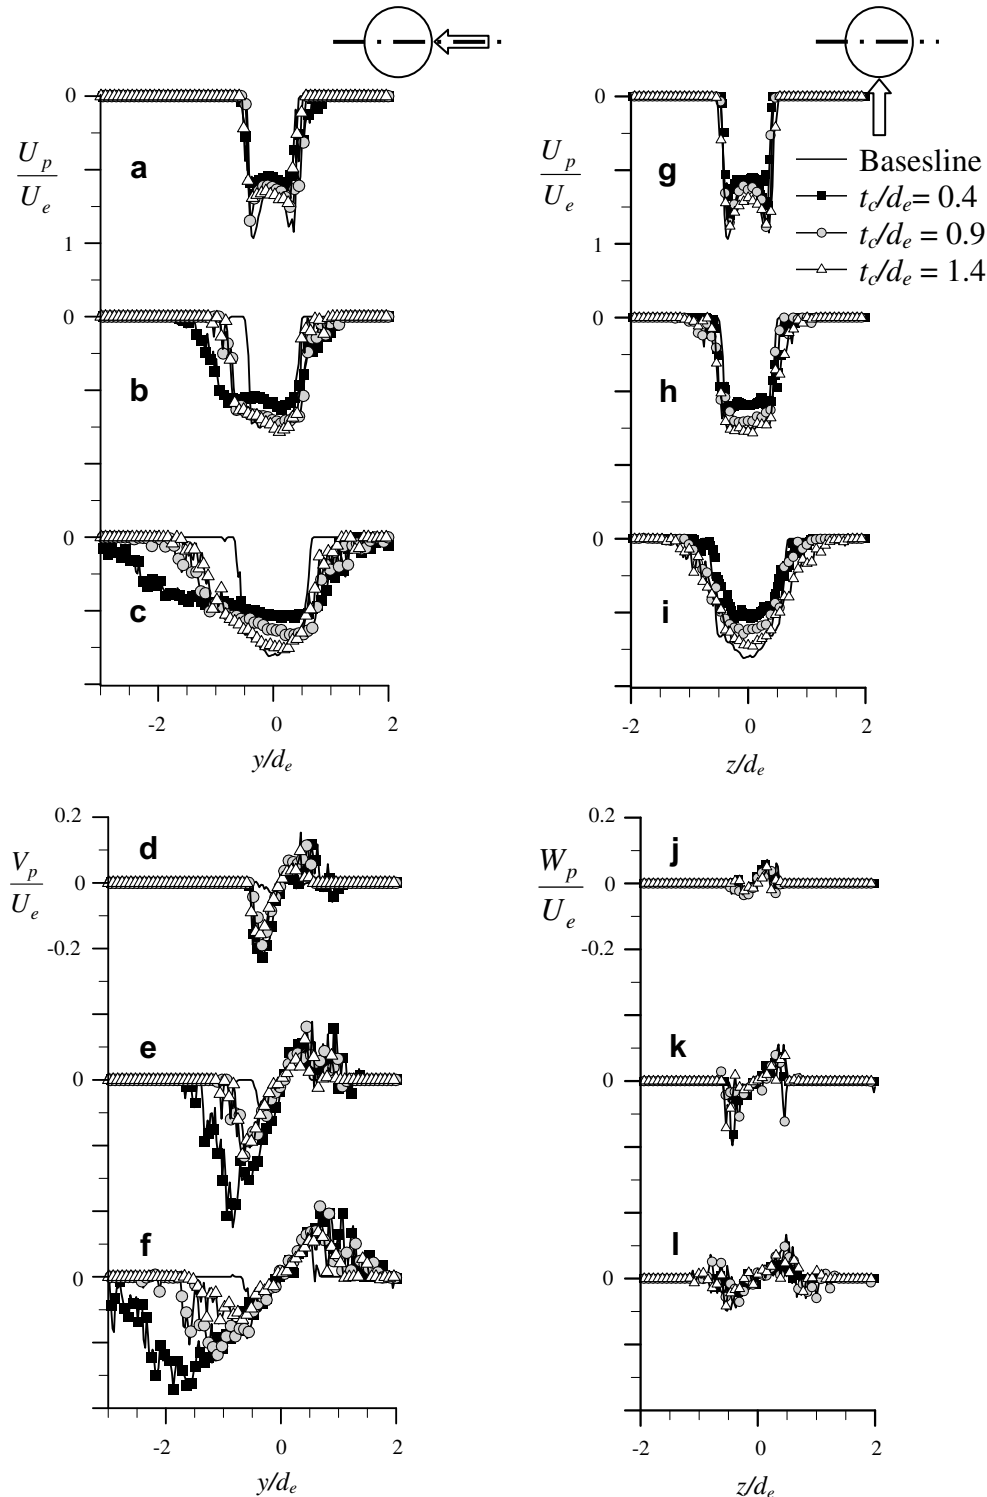 0
U_p
U_e
a
1
0
b
0
c
-2
0
2
y/d_e
0
U_p
U_e
g
1
Basesline
t_c/d_e= 0.4
t_c/d_e = 0.9
t_c/d_e = 1.4
0
h
0
i
-2
0
2
z/d_e
0.2
V_p
U_e
d
0
-0.2
e
0
f
0
-2
0
2
y/d_e
0.2
W_p
U_e
j
0
-0.2
k
0
l
0
-2
0
2
z/d_e